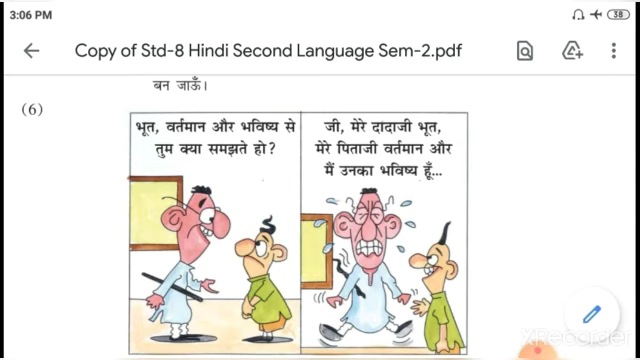 3:06 PM
38
Copy of Std-8 Hindi Second Language Sem-2.pdf
बन जाऊँ।
(6)
भूत, वर्तमान और भविष्य से
तुम क्या समझते हो?
जी, मेरे दादाजी भूत,
मेरे पिताजी वर्तमान और
मैं उनका भविष्य हूँ...
XRecorder